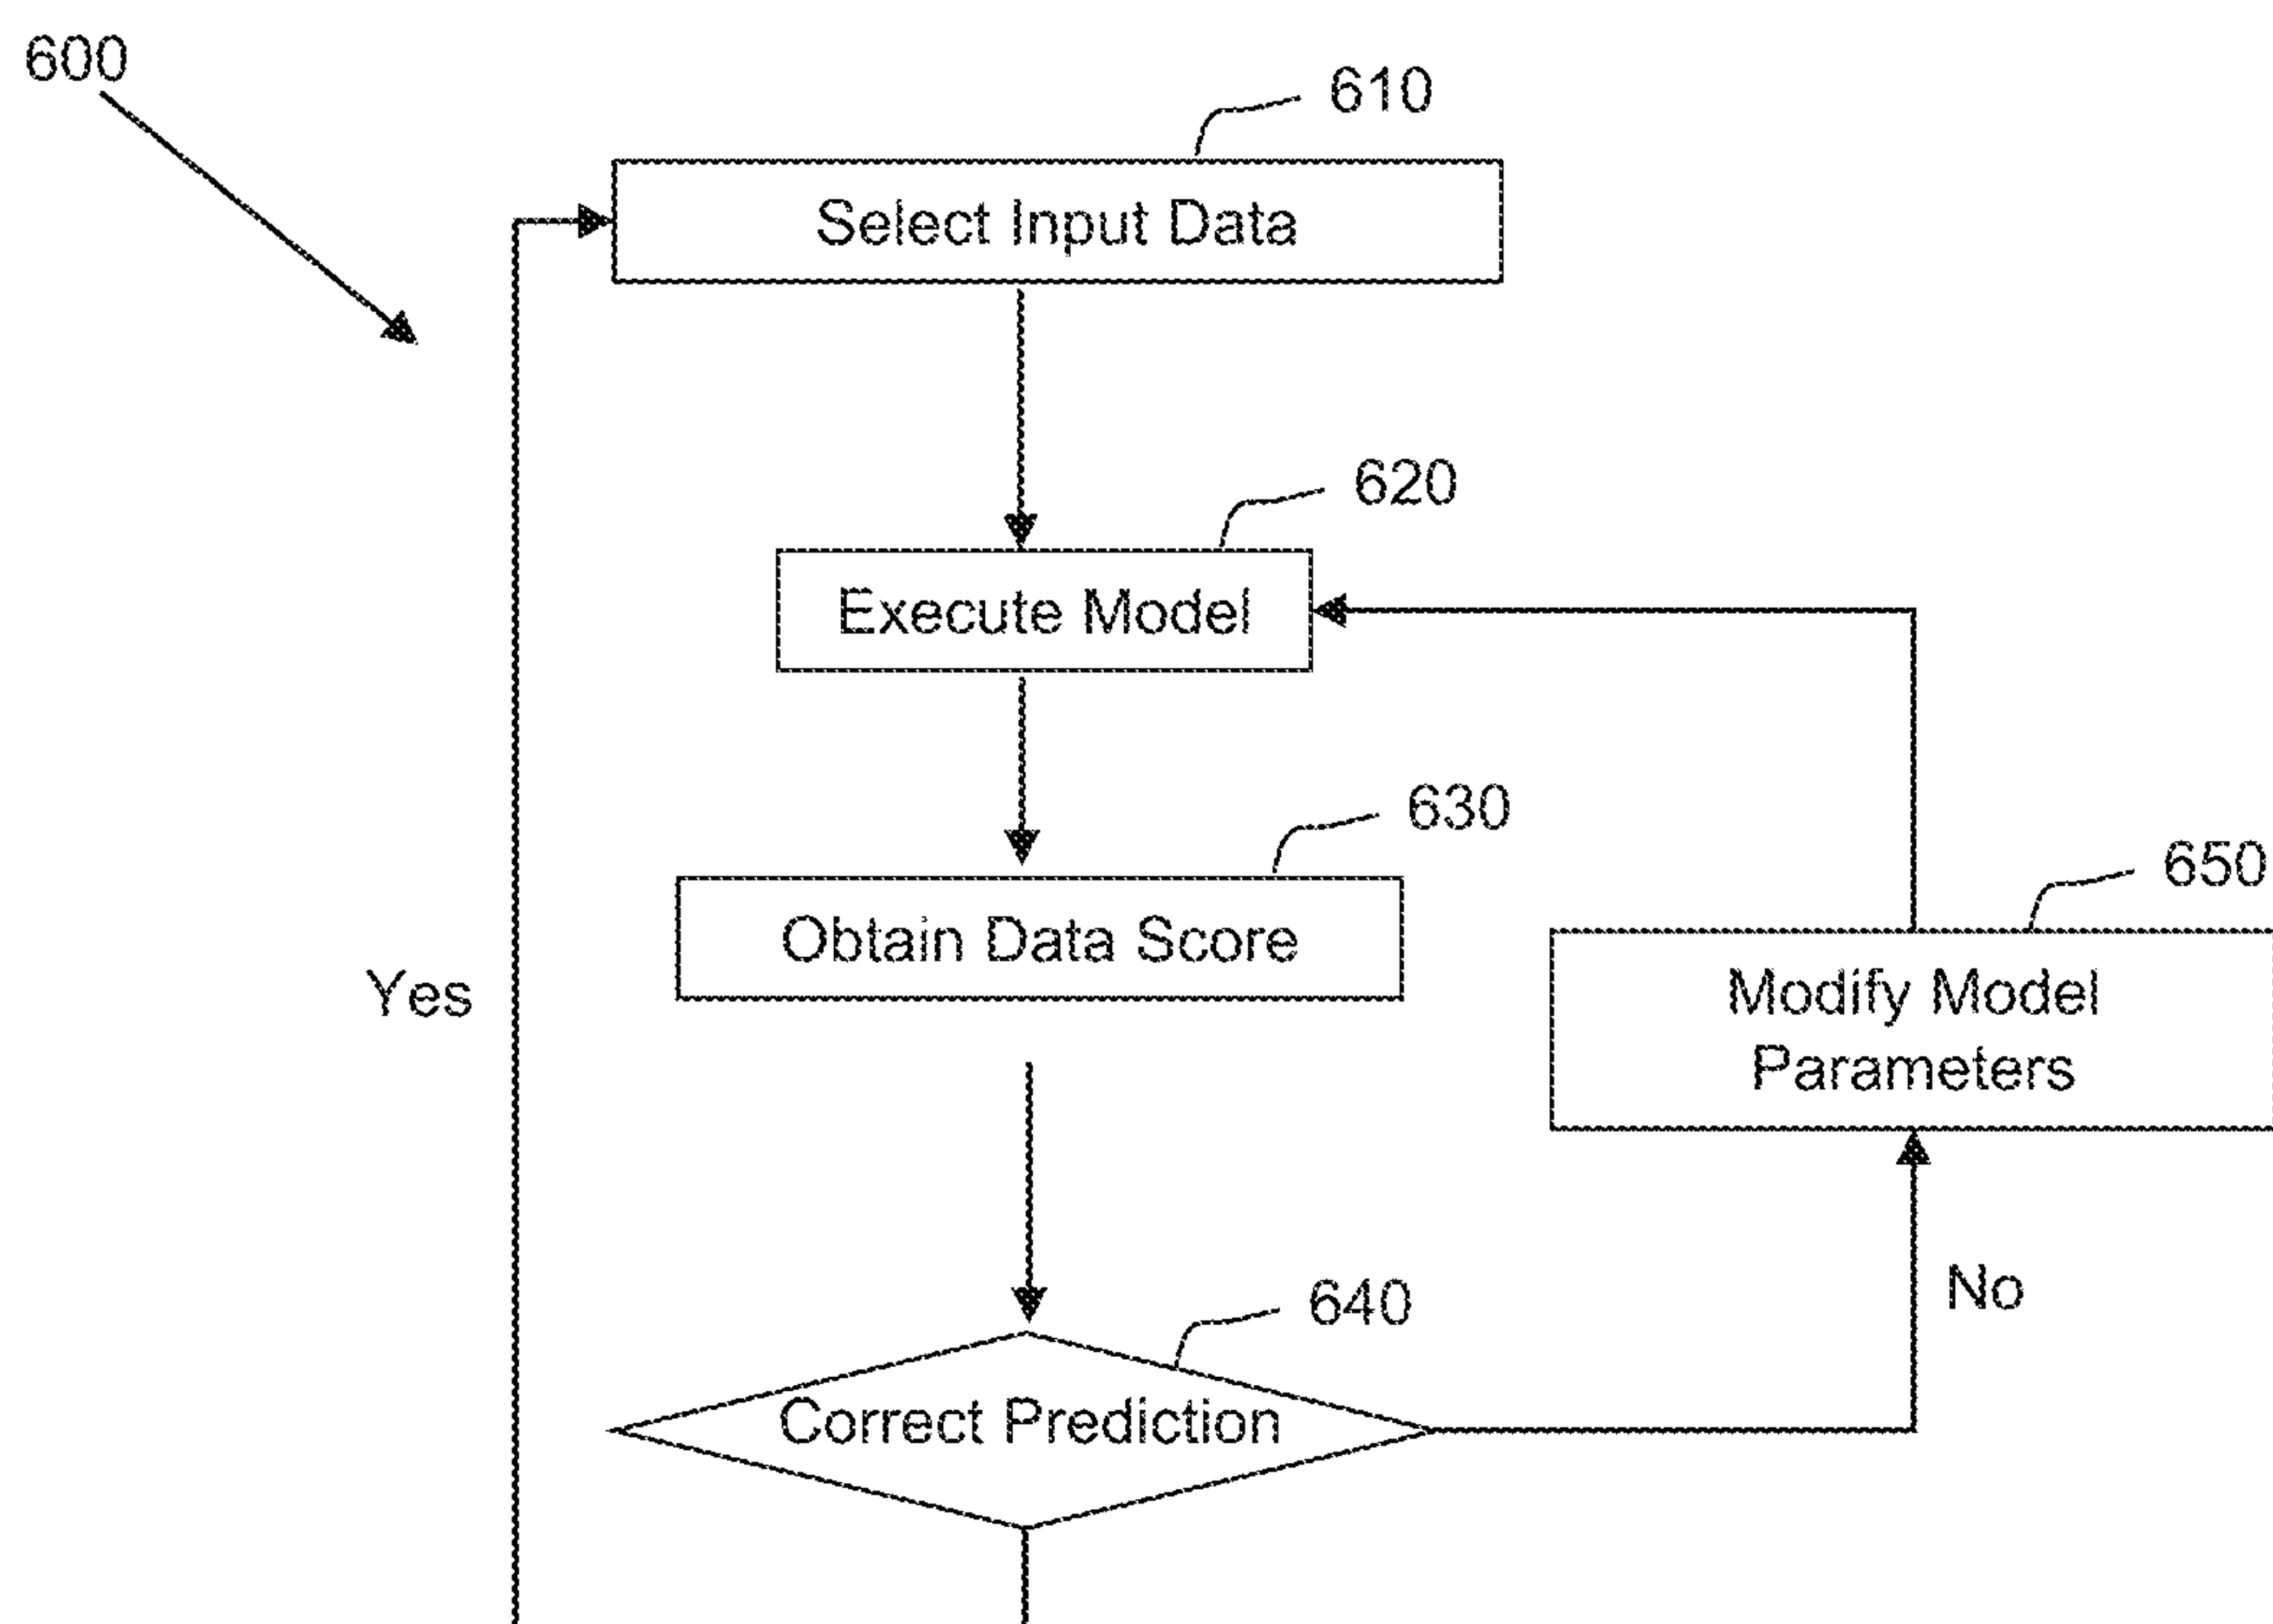 600
610
Select Input Data
620
Execute Model
630
Obtain Data Score
650
Modify Model
Parameters
Yes
640
Correct Prediction
No